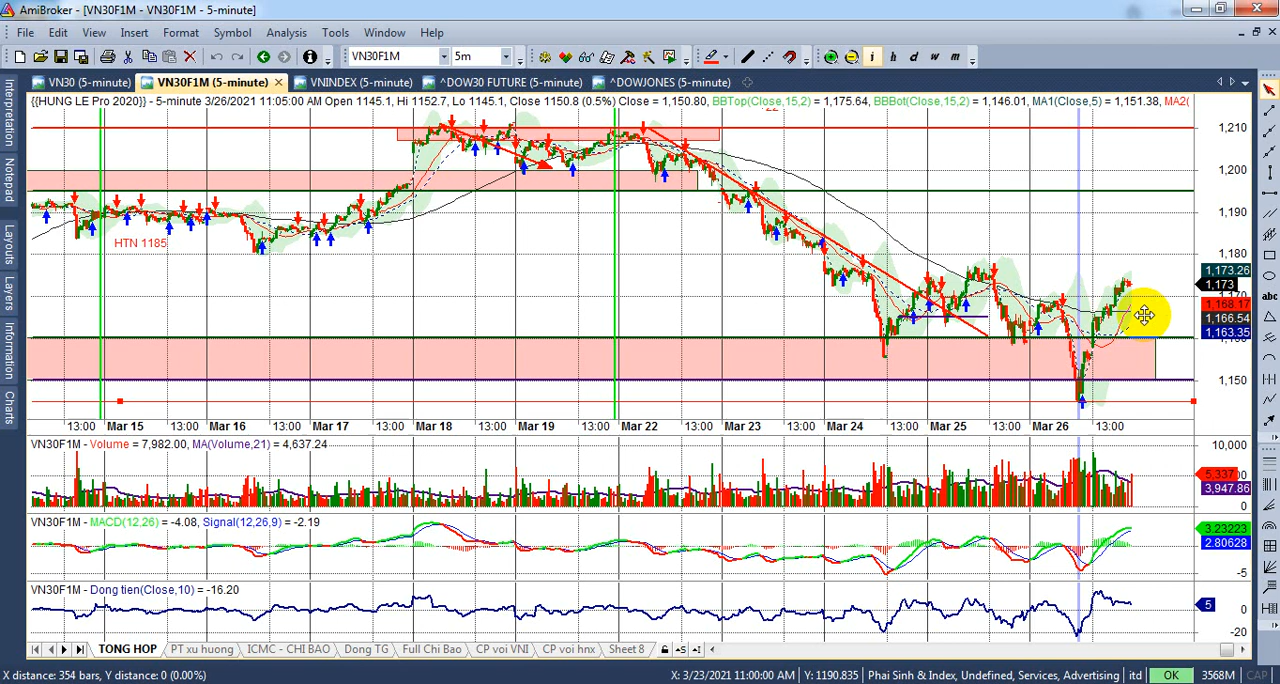 AmiBroker - [VN30F1M - VN30F1M - 5-minute]
File Edit View Insert Format Symbol Analysis Tools Window Help
VN30F1M 5m i h d w m
VN30 (5-minute) VN30F1M (5-minute) VNINDEX (5-minute) ^DOW30 FUTURE (5-minute) ^DOWJONES (5-minute)
{{HUNG LE Pro 2020}} - 5-minute 3/26/2021 11:05:00 AM Open 1145.1, Hi 1152.7, Lo 1145.1, Close 1150.8 (0.5%) Close = 1,150.80, BBTop(Close,15,2) = 1,175.64, BBBot(Close,15,2) = 1,146.01, MA1(Close,5) = 1,151.38, MA2(
Interpretation
Notepad
Layouts
Layers
Information
Charts
HTN 1185
1,210
1,200
1,190
1,180
1,173.26
1,173
1,168.17
1,166.54
1,163.35
1,150
13:00 Mar 15 13:00 Mar 16 13:00 Mar 17 13:00 Mar 18 13:00 Mar 19 13:00 Mar 22 13:00 Mar 23 13:00 Mar 24 13:00 Mar 25 13:00 Mar 26 13:00
VN30F1M - Volume = 7,982.00, MA(Volume,21) = 4,637.24
10,000
5,337
3,947.86
0
VN30F1M - MACD(12,26) = -4.08, Signal(12,26,9) = -2.19
3.23223
2.80628
-5
VN30F1M - Dong tien(Close,10) = -16.20
5
0
-20
TONG HOP PT xu huong ICMC - CHI BAO Dong TG Full Chi Bao CP voi VNI CP voi hnx Sheet 8
X distance: 354 bars, Y distance: 0 (0.00%) X: 3/23/2021 11:00:00 AM Y: 1190.835 Phai Sinh & Index, Undefined, Services, Advertising itd OK 3568M CAP
abc